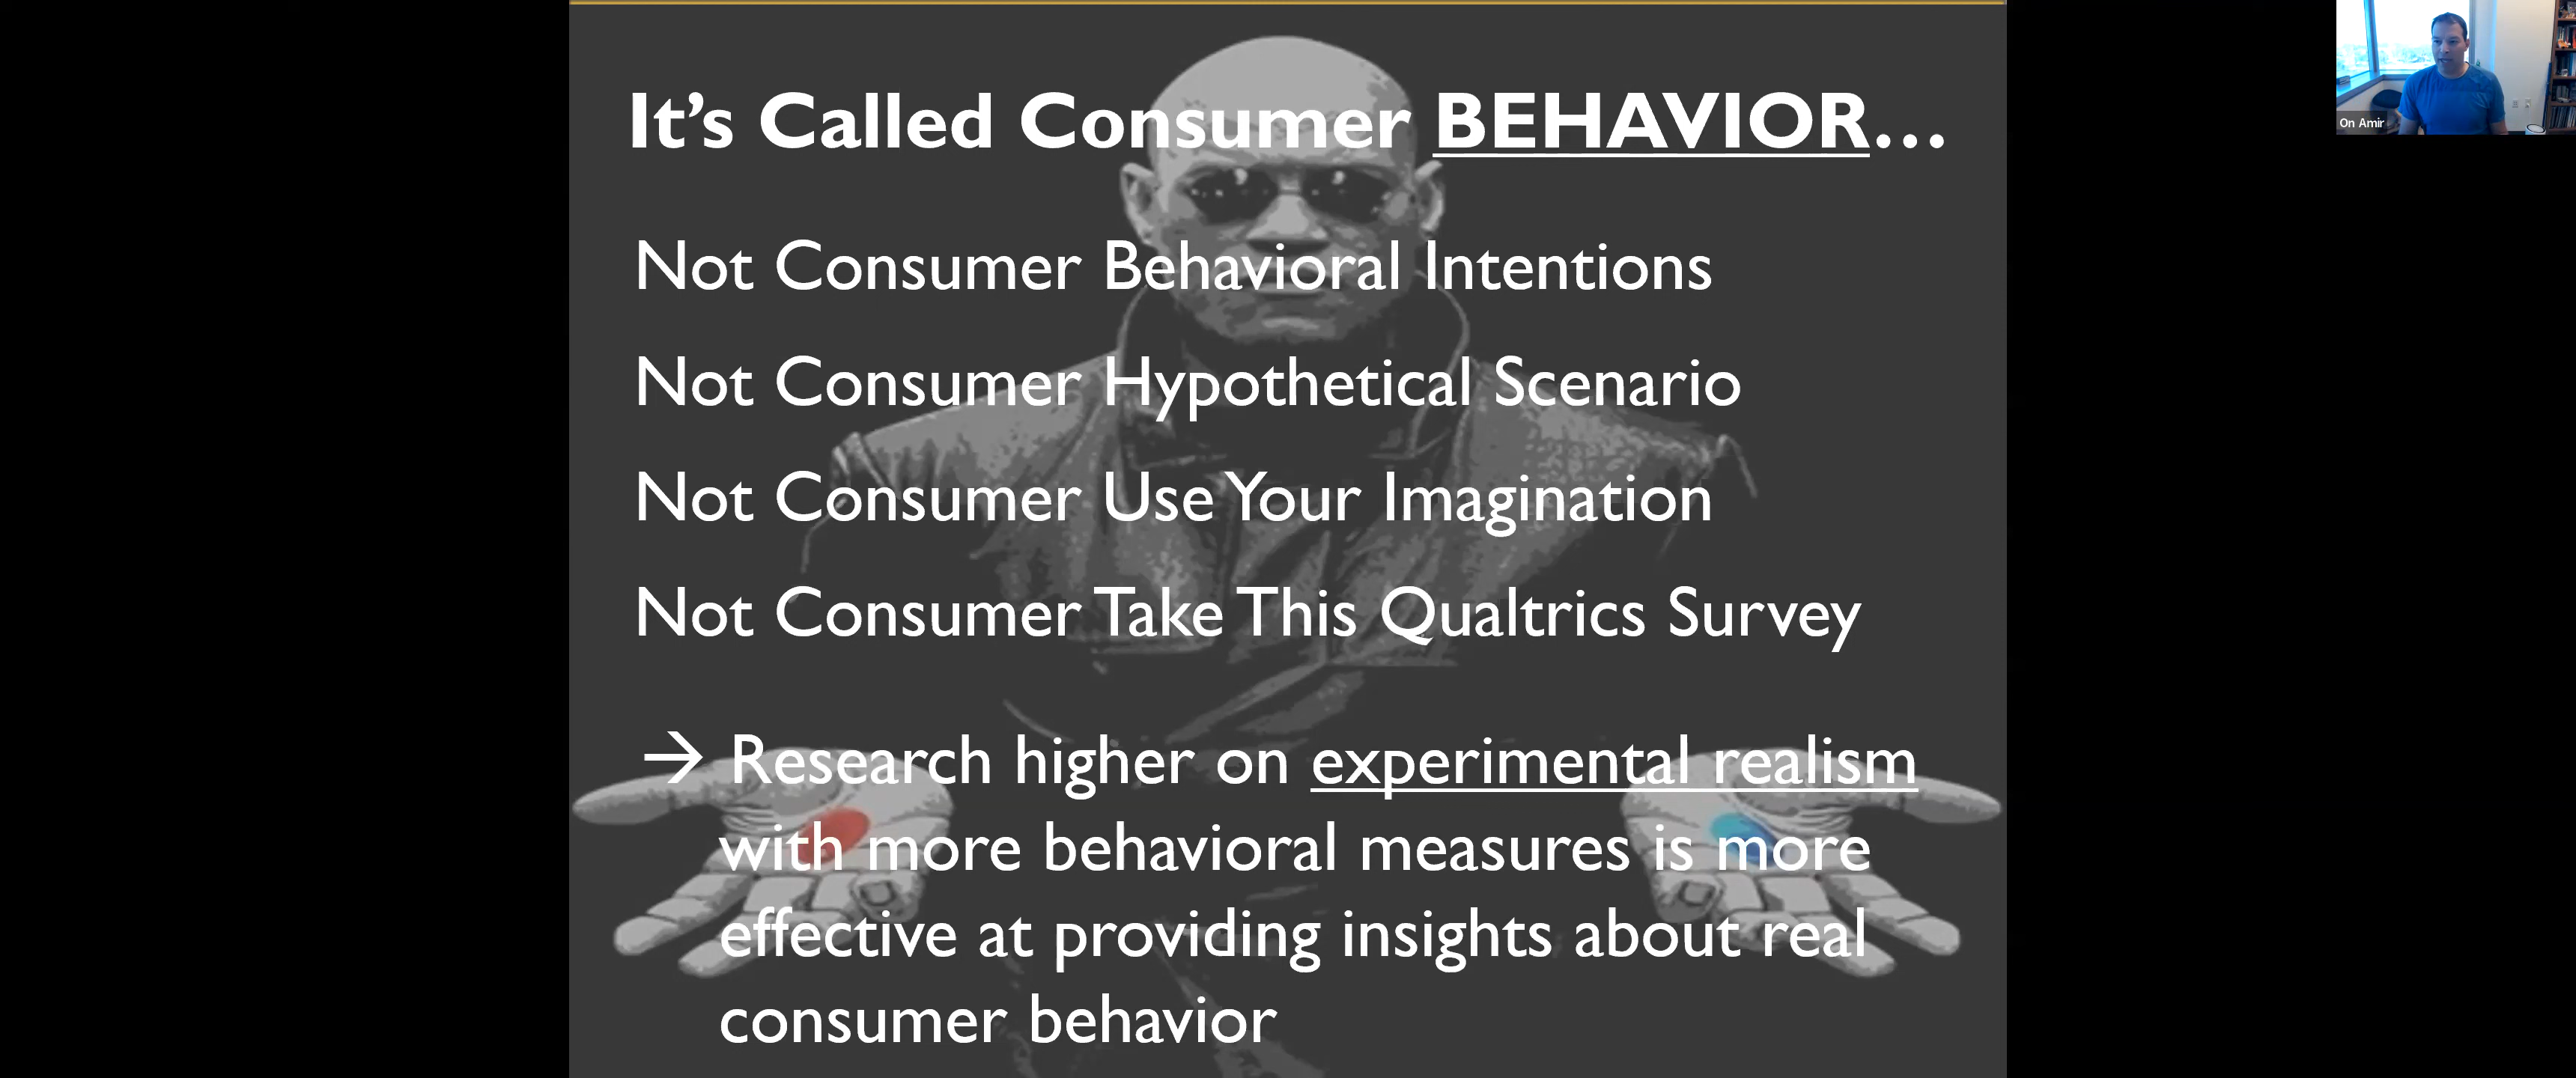 It's Called Consumer BEHAVIOR...
Not Consumer Behavioral Intentions
Not Consumer Hypothetical Scenario
Not Consumer Use Your Imagination
Not Consumer Take This Qualtrics Survey
→ Research higher on experimental realism
with more behavioral measures is more
effective at providing insights about real
consumer behavior
On Amir